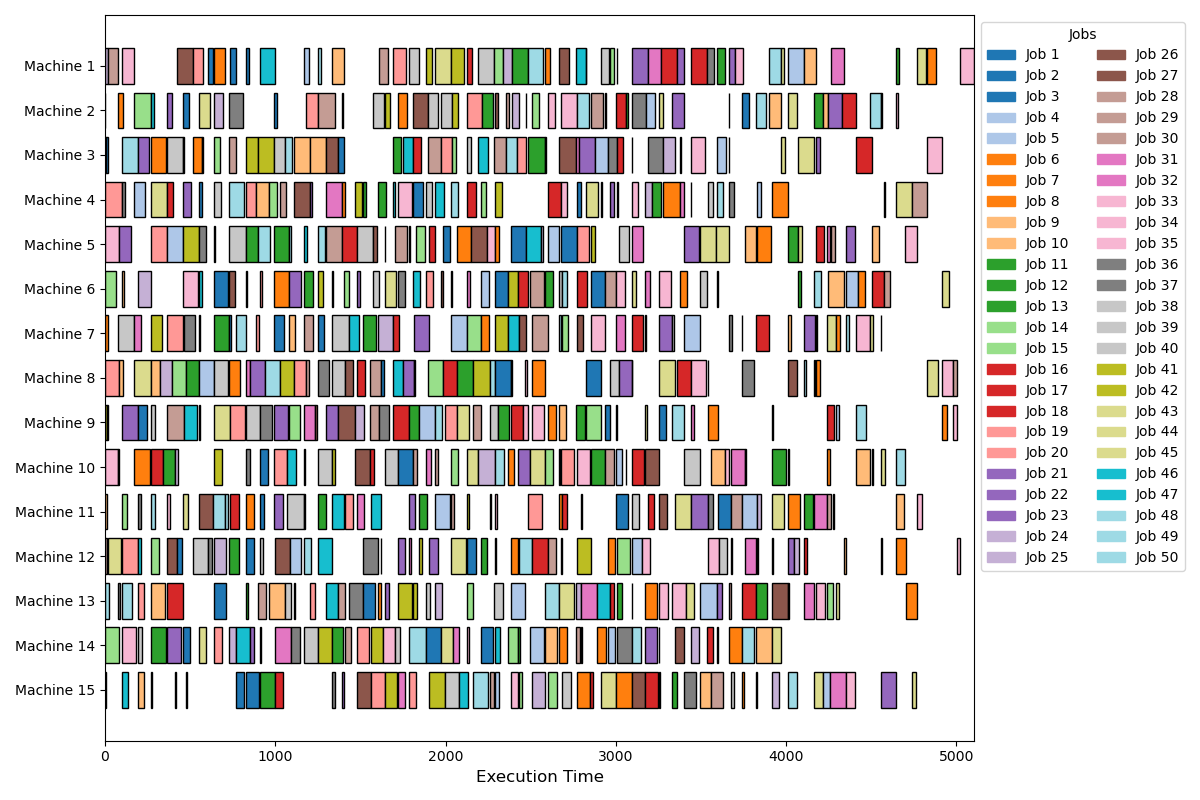 Machine 1
Machine 2
Machine 3
Machine 4
Machine 5
Machine 6
Machine 7
Machine 8
Machine 9
Machine 10
Machine 11
Machine 12
Machine 13
Machine 14
Machine 15
0 1000 2000 3000 4000 5000
Execution Time
Jobs
Job 1
Job 2
Job 3
Job 4
Job 5
Job 6
Job 7
Job 8
Job 9
Job 10
Job 11
Job 12
Job 13
Job 14
Job 15
Job 16
Job 17
Job 18
Job 19
Job 20
Job 21
Job 22
Job 23
Job 24
Job 25
Job 26
Job 27
Job 28
Job 29
Job 30
Job 31
Job 32
Job 33
Job 34
Job 35
Job 36
Job 37
Job 38
Job 39
Job 40
Job 41
Job 42
Job 43
Job 44
Job 45
Job 46
Job 47
Job 48
Job 49
Job 50